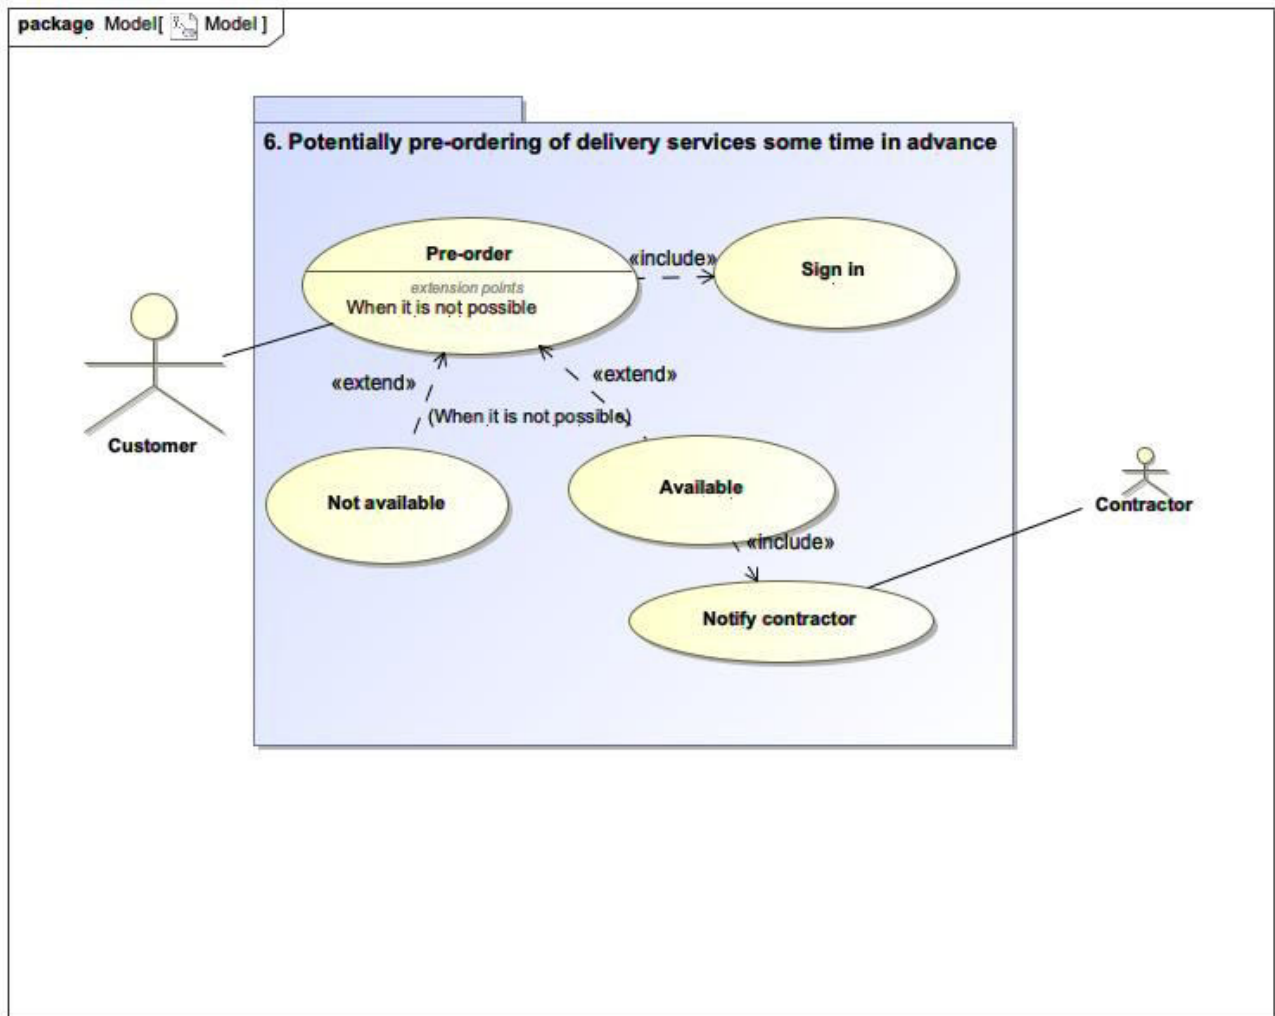 package Model[ Model ]
6. Potentially pre-ordering of delivery services some time in advance
Pre-order
extension points
When it is not possible
«include»
Sign in
«extend»
«extend»
(When it is not possible)
Customer
Not available
Available
Contractor
«include»
Notify contractor